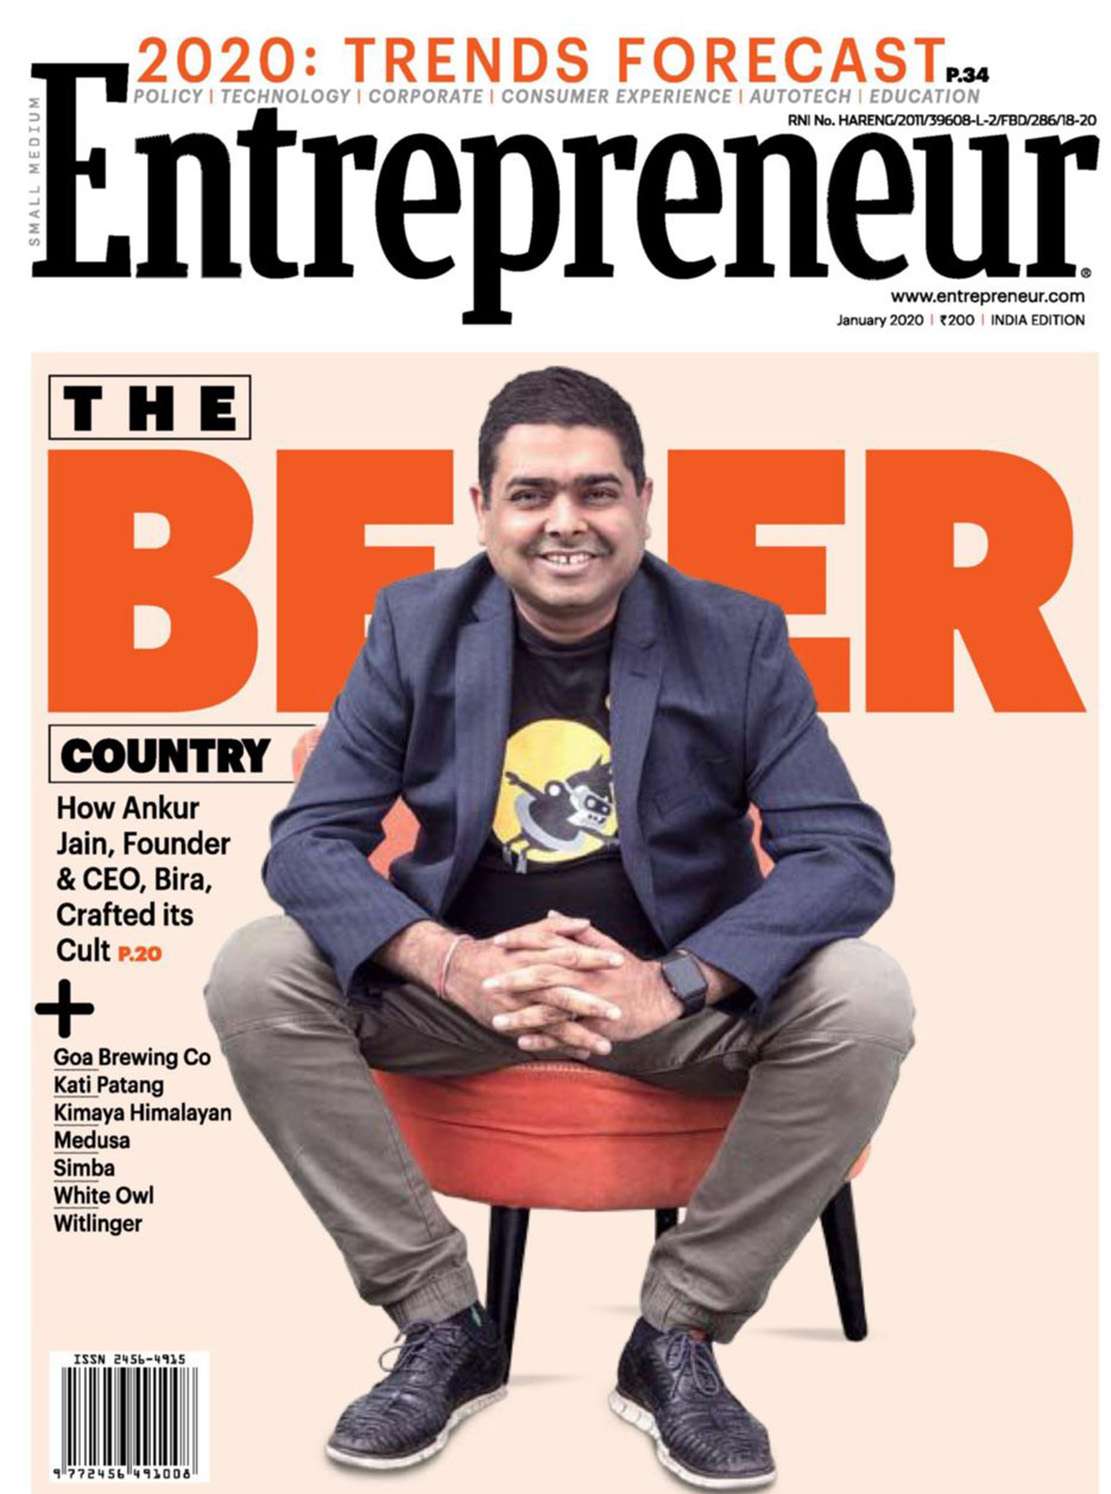 2020: TRENDS FORECAST P.34
POLICY | TECHNOLOGY | CORPORATE | CONSUMER EXPERIENCE | AUTOTECH | EDUCATION
RNI No. HARENG/2011/39608-L-2/FBD/286/18-20
SMALL MEDIUM
Entrepreneur®
www.entrepreneur.com
January 2020 | ₹200 | INDIA EDITION
THE
BEER
COUNTRY
How Ankur
Jain, Founder
& CEO, Bira,
Crafted its
Cult P.20
+
Goa Brewing Co
Kati Patang
Kimaya Himalayan
Medusa
Simba
White Owl
Witlinger
ISSN 2456-4915
9 772456 491008